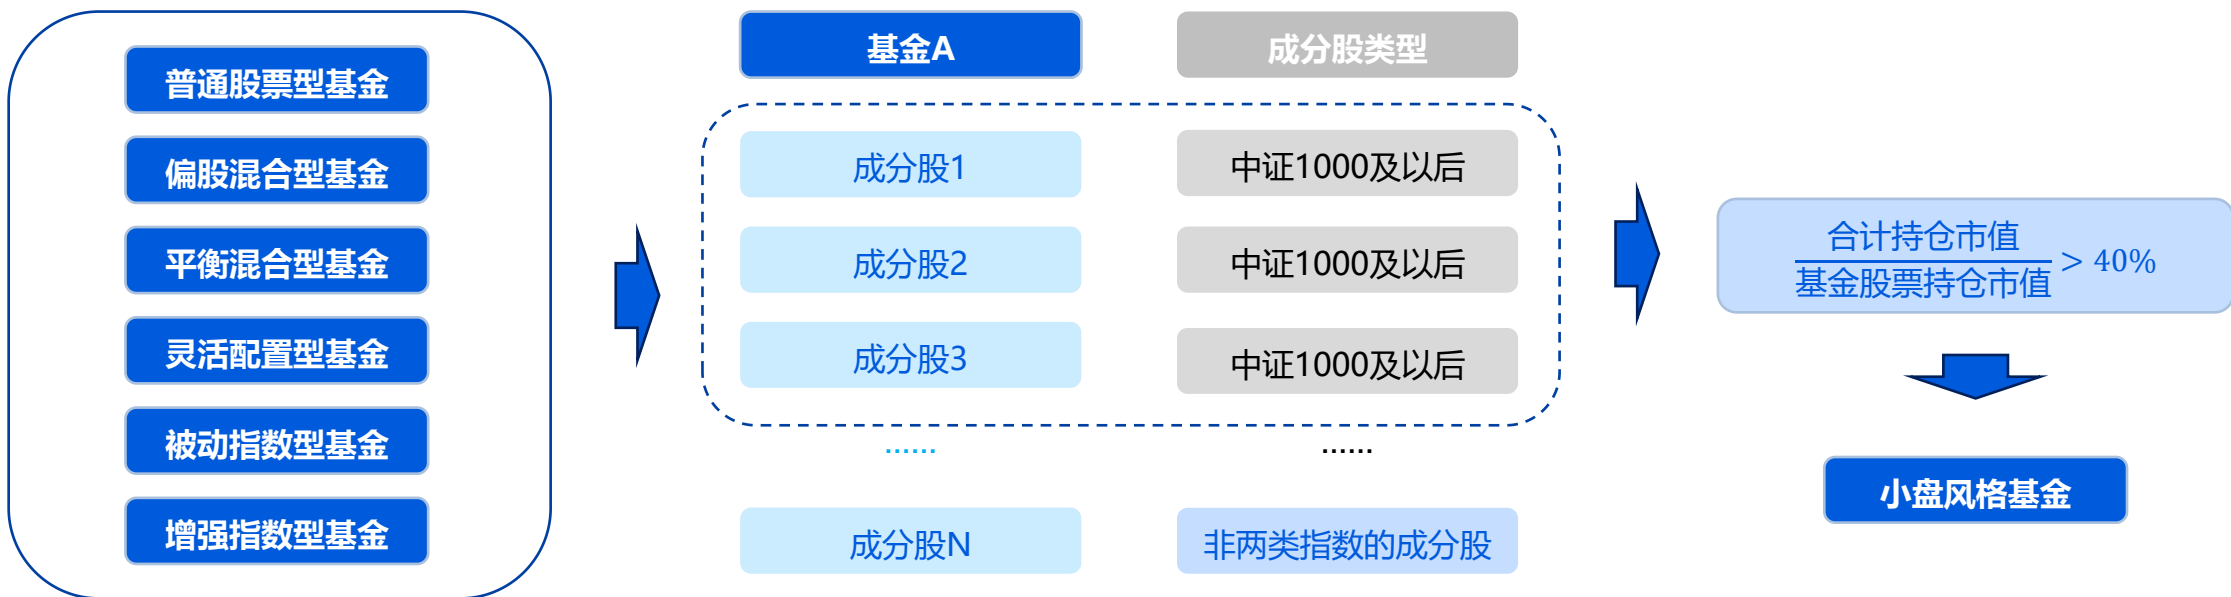 普通股票型基金
偏股混合型基金
平衡混合型基金
灵活配置型基金
被动指数型基金
增强指数型基金
基金A
成分股类型
成分股1
中证1000及以后
成分股2
中证1000及以后
成分股3
中证1000及以后
......
......
成分股N
非两类指数的成分股
合计持仓市值
基金股票持仓市值
> 40%
小盘风格基金